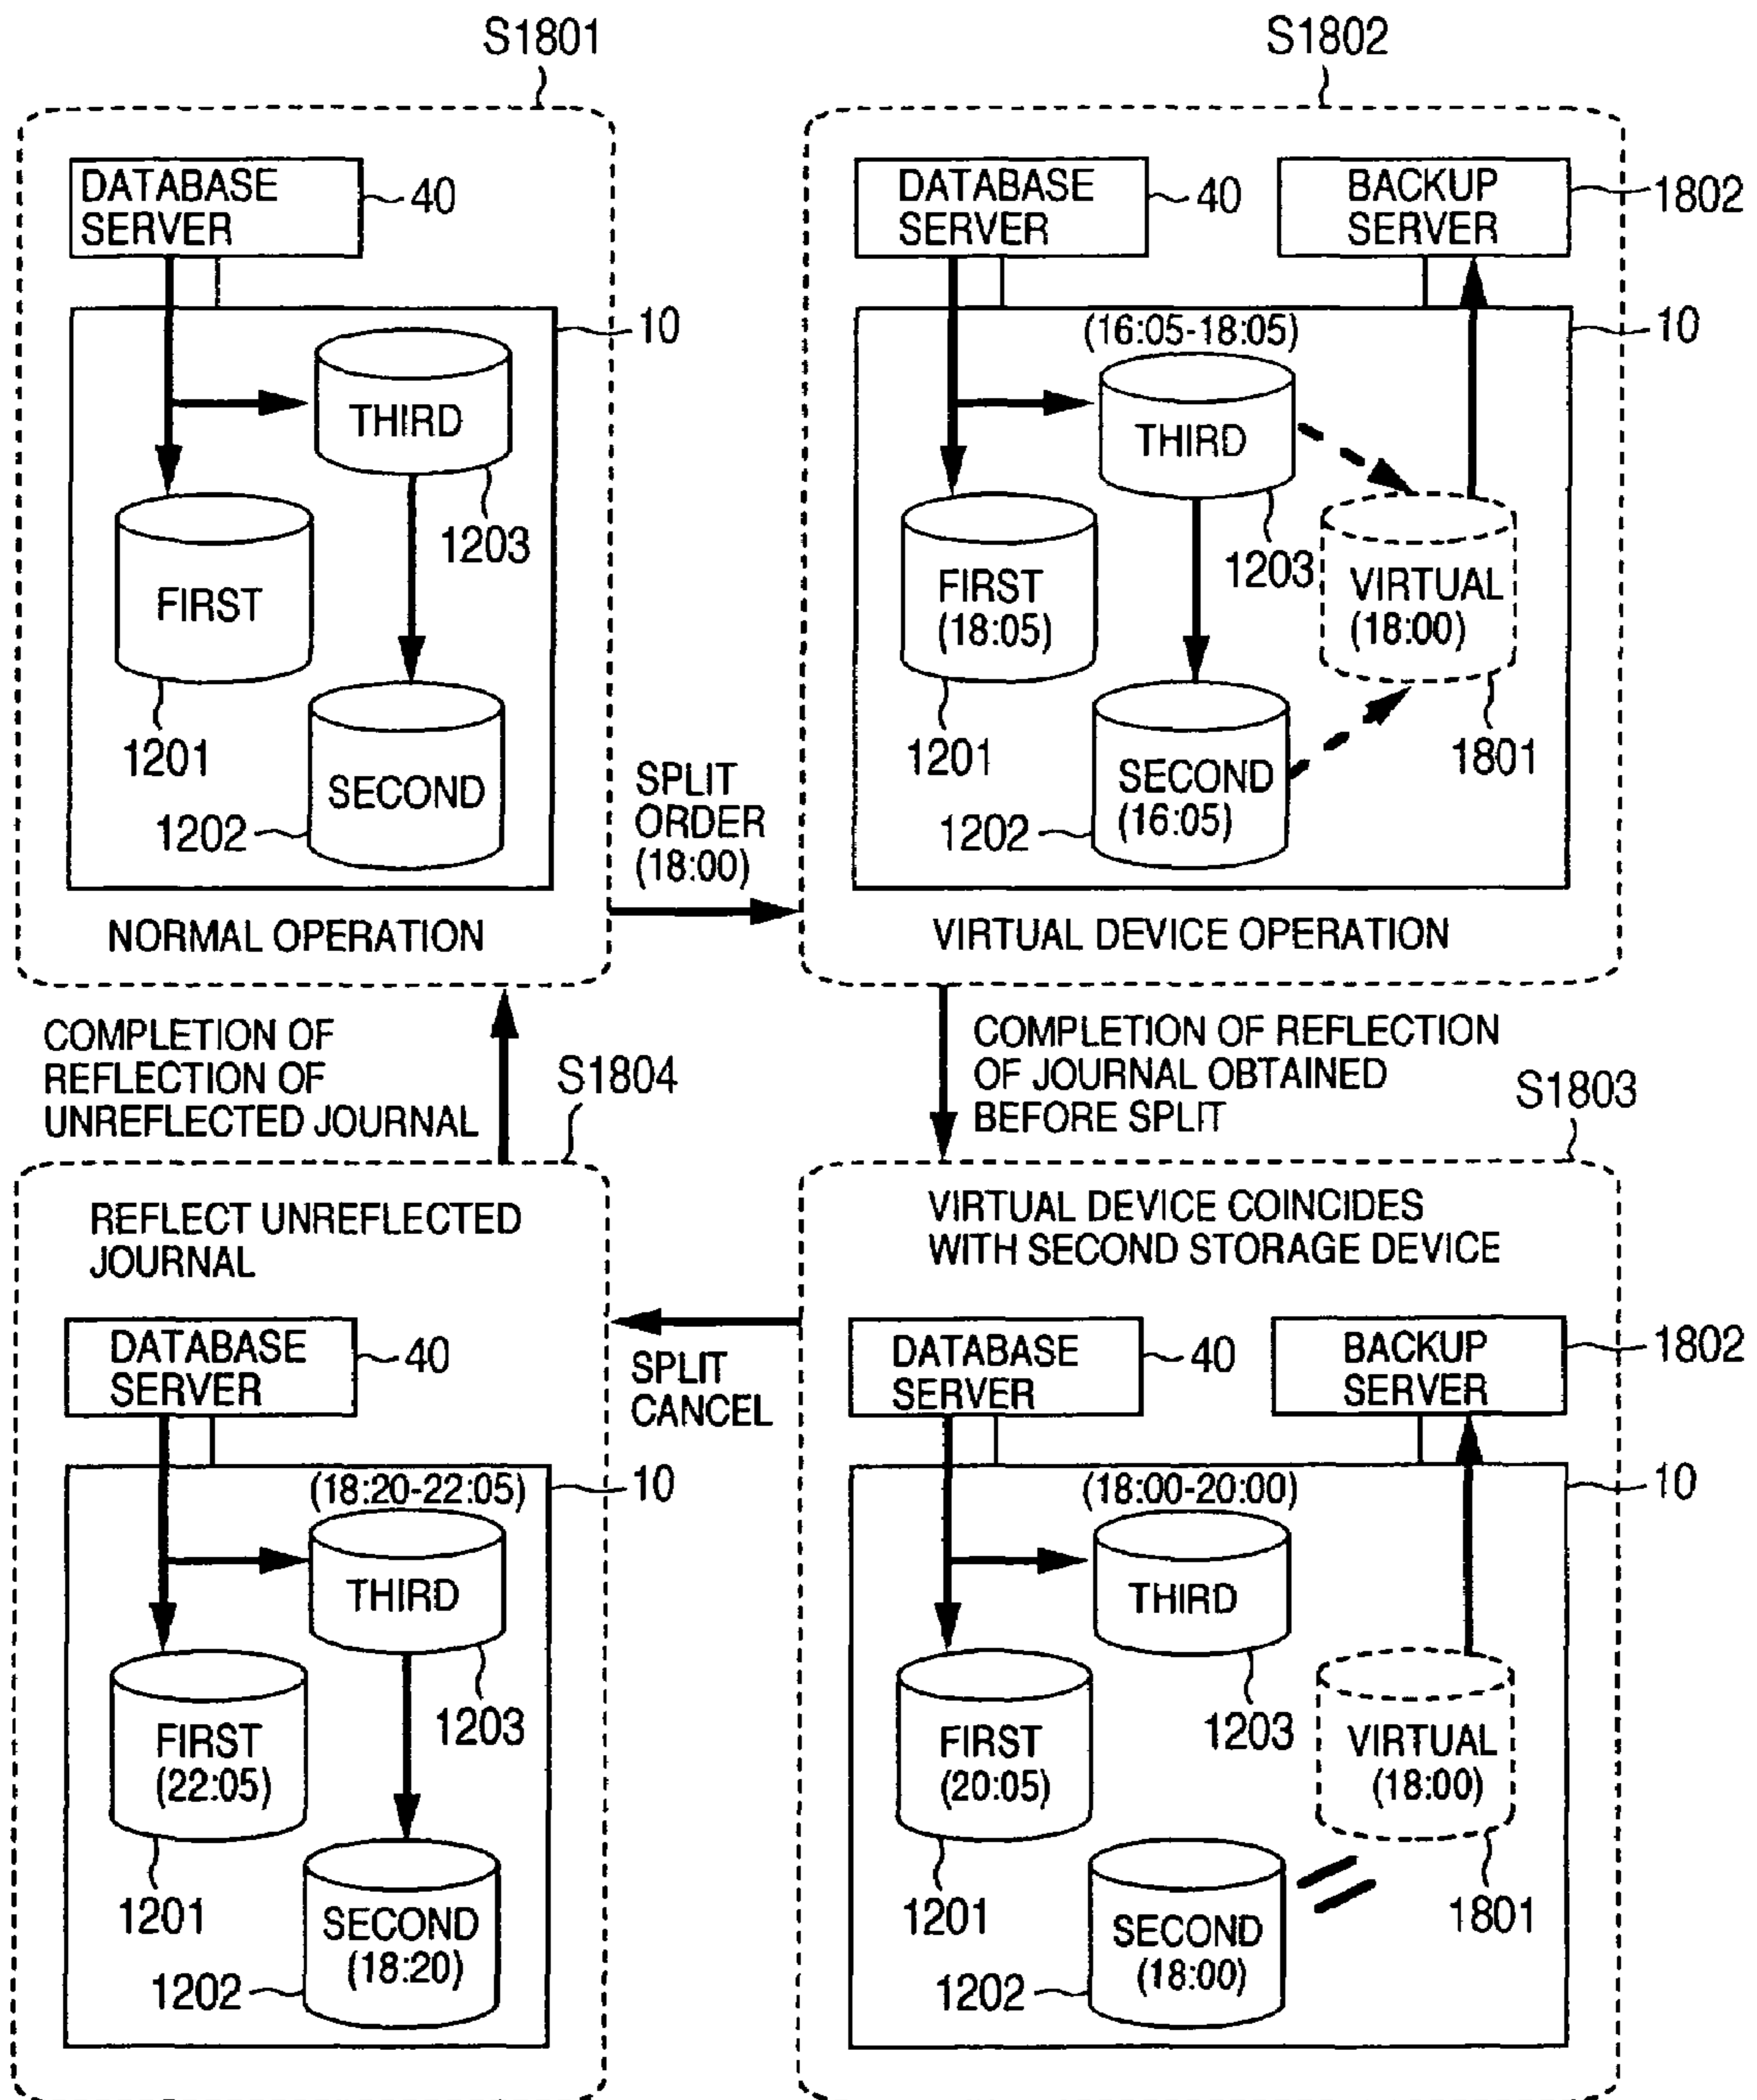 S1801
S1802
DATABASE
SERVER
40
10
THIRD
1203
FIRST
1201
SECOND
1202
NORMAL OPERATION
SPLIT
ORDER
(18:00)
DATABASE
SERVER
40
BACKUP
SERVER
1802
10
(16:05-18:05)
THIRD
1203
FIRST
(18:05)
VIRTUAL
(18:00)
1201
1801
SECOND
(16:05)
1202
VIRTUAL DEVICE OPERATION
COMPLETION OF
REFLECTION OF
UNREFLECTED JOURNAL
COMPLETION OF REFLECTION
OF JOURNAL OBTAINED
BEFORE SPLIT
S1804
S1803
REFLECT UNREFLECTED
JOURNAL
DATABASE
SERVER
40
10
(18:20-22:05)
THIRD
1203
FIRST
(22:05)
1201
SECOND
(18:20)
1202
SPLIT
CANCEL
VIRTUAL DEVICE COINCIDES
WITH SECOND STORAGE DEVICE
DATABASE
SERVER
40
BACKUP
SERVER
1802
10
(18:00-20:00)
THIRD
1203
FIRST
(20:05)
VIRTUAL
(18:00)
1201
1801
SECOND
(18:00)
1202